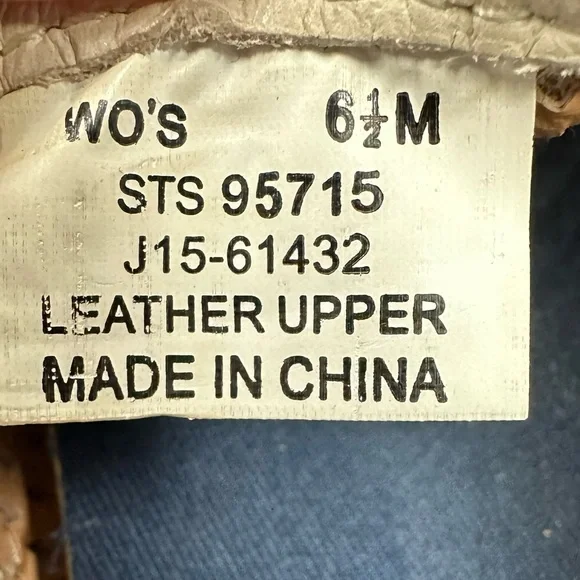 WO'S 6½M
STS 95715
J15-61432
LEATHER UPPER
MADE IN CHINA